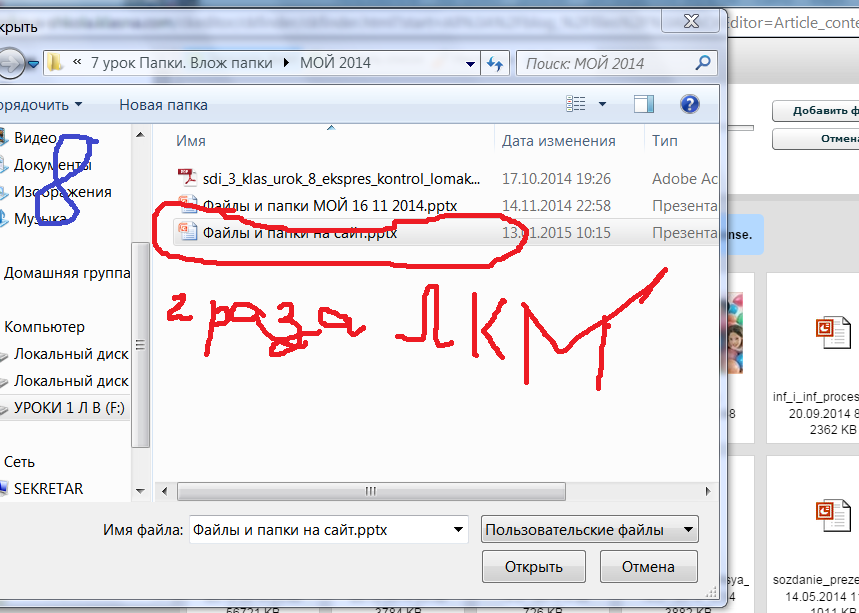 крыть
Editor=Article_conte
« 7 урок Папки. Влож папки
МОЙ 2014
Поиск: МОЙ 2014
орядочить
Новая папка
Добавить ф
Отмен
Видео
Документы
Изображения
Музыка
8
Имя
Дата изменения
Тип
sdi_3_klas_urok_8_ekspres_kontrol_lomak...
17.10.2014 19:26
Adobe Ac
Файлы и папки МОЙ 16 11 2014.pptx
14.11.2014 22:58
Презента
Файлы и папки на сайт.pptx
13.01.2015 10:15
Презента
nse.
2 раза ЛКМ
Домашняя группа
Компьютер
Локальный диск
Локальный диск
УРОКИ 1 Л В (F:)
Сеть
SEKRETAR
inf_i_inf_proces
20.09.2014 8
2362 KB
8
Имя файла:
Файлы и папки на сайт.pptx
Пользовательские файлы
Открыть
Отмена
sya_
sozdanie_preze
14.05.2014 11
1011 KB
56721 KB
3784 KB
726 KB
3882 KB